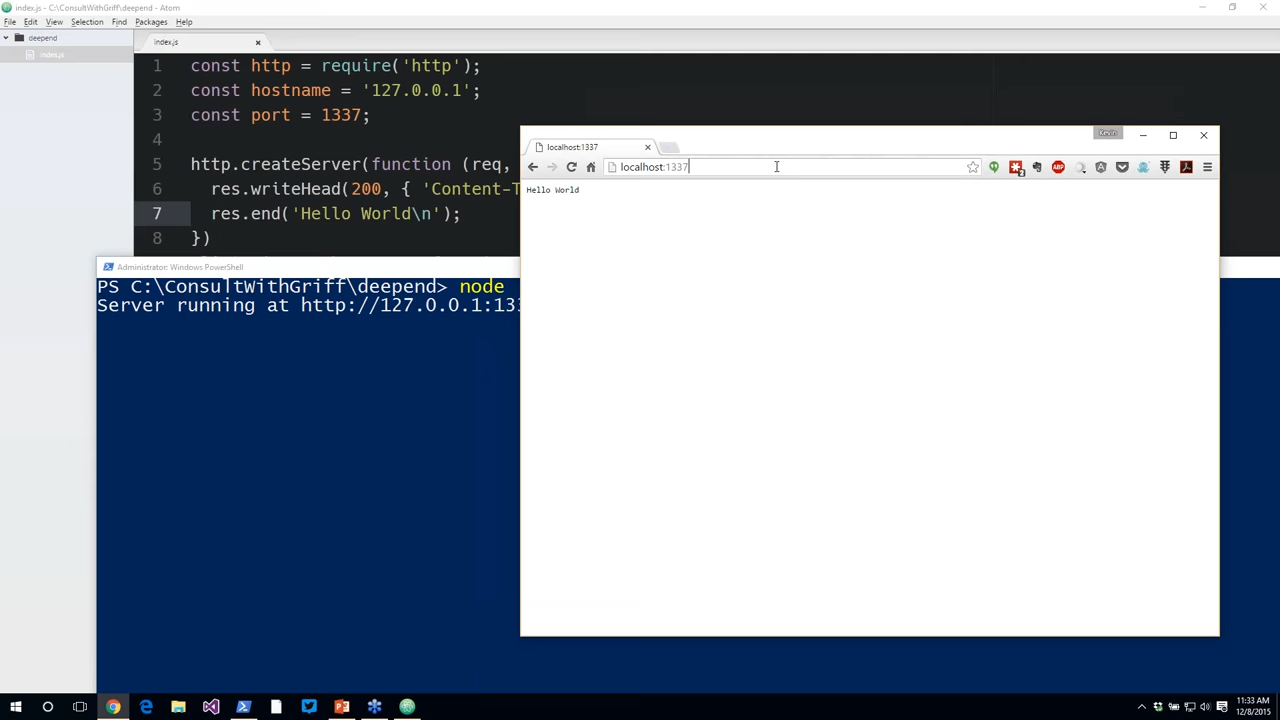 index.js - C:\ConsultWithGriff\deepend - Atom
File Edit View Selection Find Packages Help
deepend
index.js
index.js
1 const http = require('http');
2 const hostname = '127.0.0.1';
3 const port = 1337;
4
5 http.createServer(function (req,
6 res.writeHead(200, { 'Content-T
7 res.end('Hello World\n');
8 })
Kevin
localhost:1337
localhost:1337
Hello World
Administrator: Windows PowerShell
PS C:\ConsultWithGriff\deepend> node
Server running at http://127.0.0.1:133
ABP
11:33 AM
12/8/2015